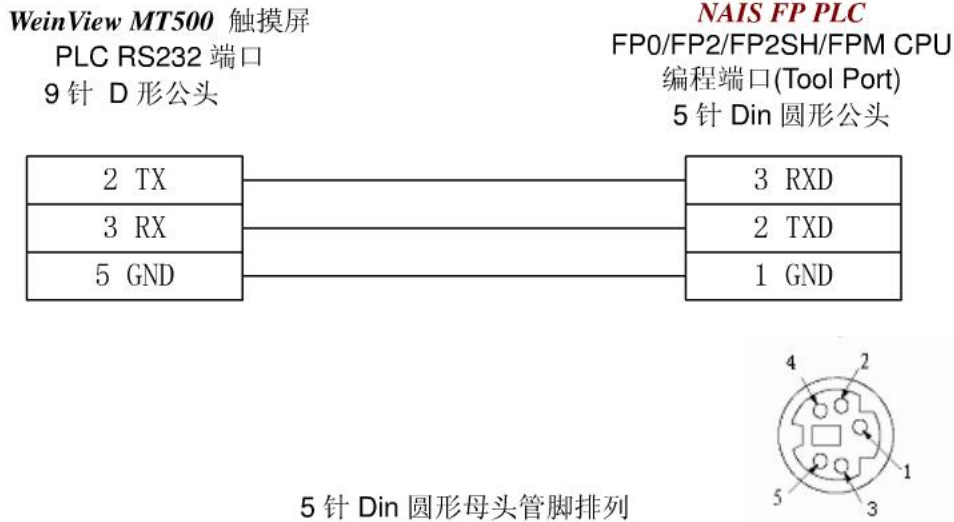 WeinView MT500 触摸屏
PLC RS232 端口
9 针 D 形公头
NAIS FP PLC
FP0/FP2/FP2SH/FPM CPU
编程端口(Tool Port)
5 针 Din 圆形公头
2 TX
3 RXD
3 RX
2 TXD
5 GND
1 GND
4
2
1
5
3
5 针 Din 圆形母头管脚排列